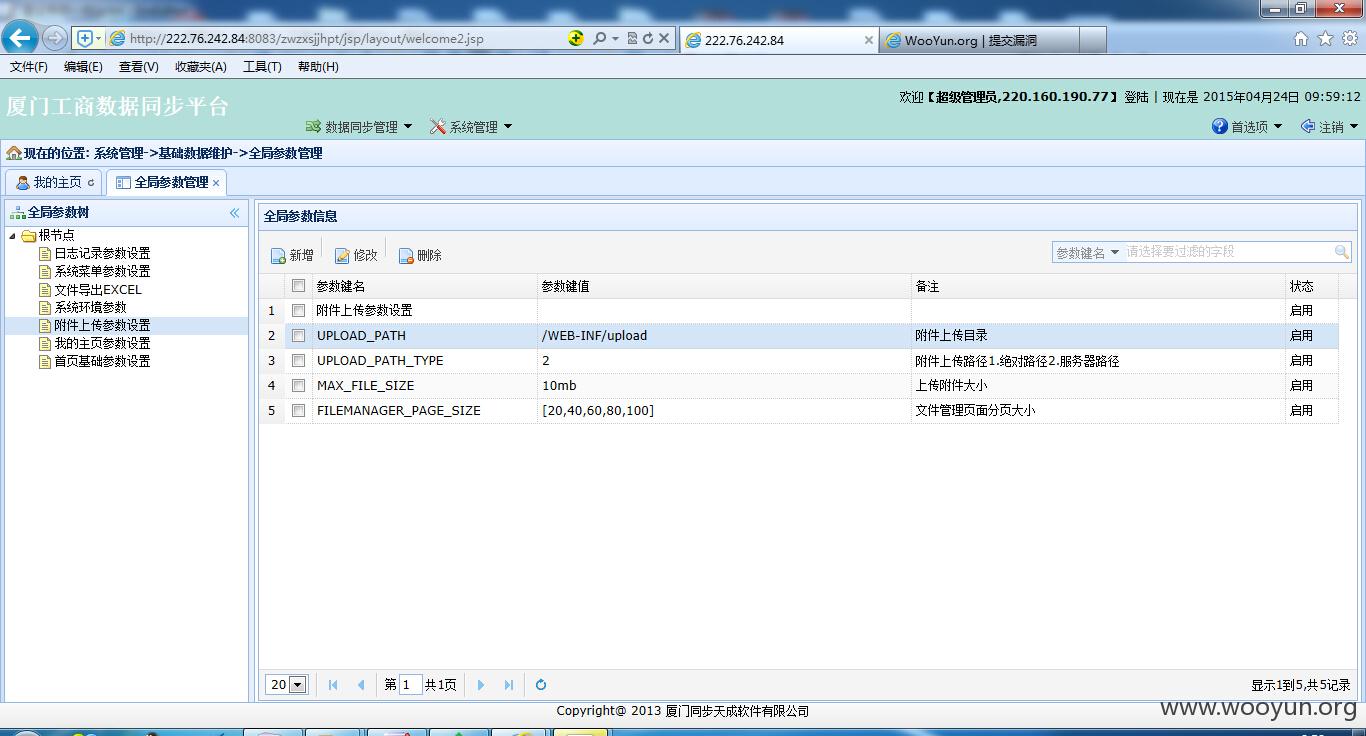 http://222.76.242.84:8083/zwzxsjjhpt/jsp/layout/welcome2.jsp
222.76.242.84
WooYun.org | 提交漏洞
文件(F) 编辑(E) 查看(V) 收藏夹(A) 工具(T) 帮助(H)
厦门工商数据同步平台
欢迎【超级管理员,220.160.190.77】 登陆 | 现在是 2015年04月24日 09:59:12
数据同步管理 系统管理
首选项 注销
现在的位置: 系统管理->基础数据维护->全局参数管理
我的主页 全局参数管理
全局参数树
根节点
日志记录参数设置
系统菜单参数设置
文件导出EXCEL
系统环境参数
附件上传参数设置
我的主页参数设置
首页基础参数设置
全局参数信息
新增 修改 删除
参数键名 请选择要过滤的字段
参数键名 参数键值 备注 状态
1 附件上传参数设置 启用
2 UPLOAD_PATH /WEB-INF/upload 附件上传目录 启用
3 UPLOAD_PATH_TYPE 2 附件上传路径1.绝对路径2.服务器路径 启用
4 MAX_FILE_SIZE 10mb 上传附件大小 启用
5 FILEMANAGER_PAGE_SIZE [20,40,60,80,100] 文件管理页面分页大小 启用
20 第 1 共1页
显示1到5,共5记录
Copyright@ 2013 厦门同步天成软件有限公司
www.wooyun.org